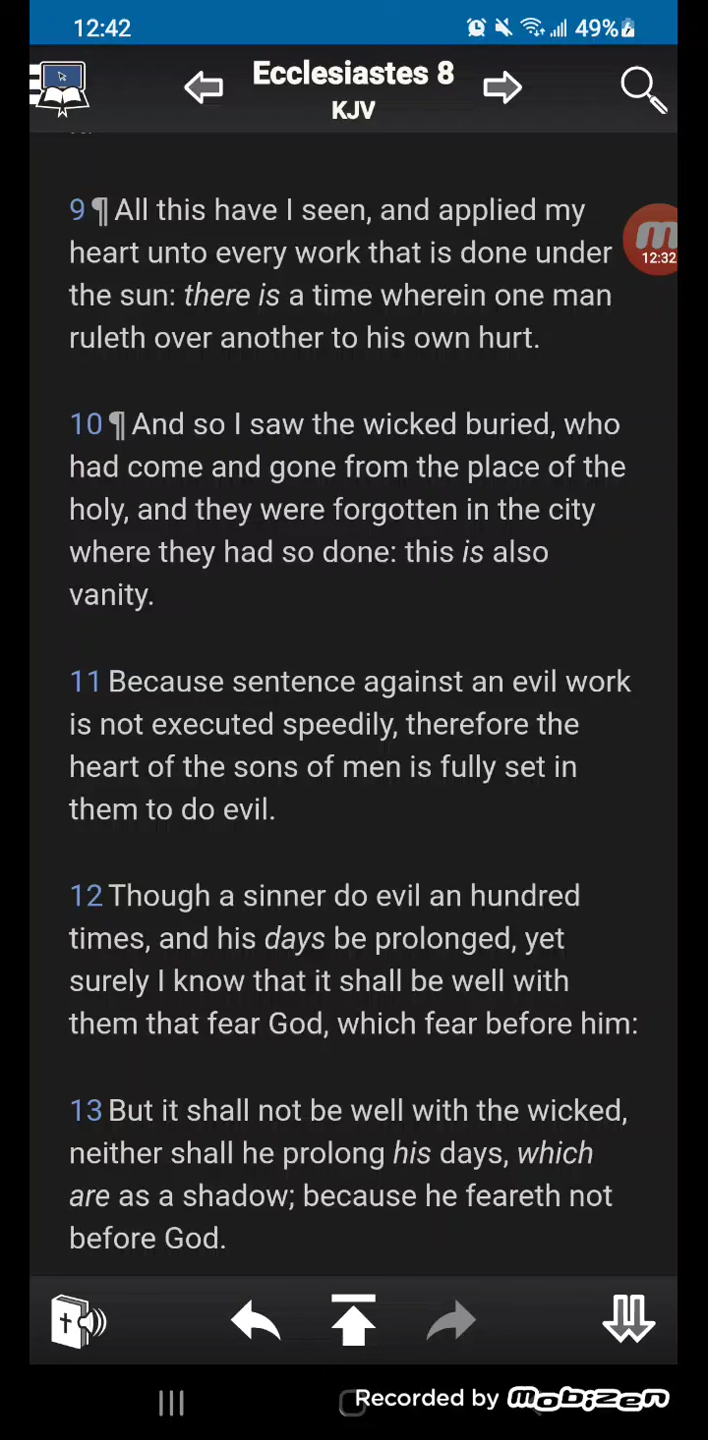 12:42
49%
Ecclesiastes 8
KJV
9 ¶ All this have I seen, and applied my
heart unto every work that is done under
the sun: there is a time wherein one man
ruleth over another to his own hurt.
12:32
10 ¶ And so I saw the wicked buried, who
had come and gone from the place of the
holy, and they were forgotten in the city
where they had so done: this is also
vanity.
11 Because sentence against an evil work
is not executed speedily, therefore the
heart of the sons of men is fully set in
them to do evil.
12 Though a sinner do evil an hundred
times, and his days be prolonged, yet
surely I know that it shall be well with
them that fear God, which fear before him:
13 But it shall not be well with the wicked,
neither shall he prolong his days, which
are as a shadow; because he feareth not
before God.
Recorded by mobizen